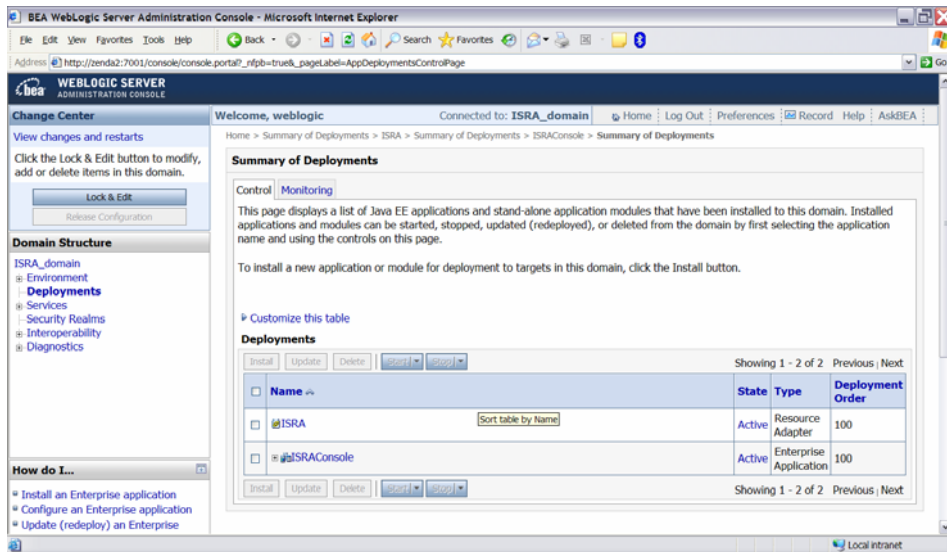 BEA WebLogic Server Administration Console - Microsoft Internet Explorer
File Edit View Favorites Tools Help
Back
Search
Favorites
Address http://zenda2:7001/console/console.portal?_nfpb=true&_pageLabel=AppDeploymentsControlPage
Go
bea
WEBLOGIC SERVER
ADMINISTRATION CONSOLE
Change Center
View changes and restarts
Click the Lock & Edit button to modify,
add or delete items in this domain.
Lock & Edit
Release Configuration
Domain Structure
ISRA_domain
Environment
Deployments
Services
Security Realms
Interoperability
Diagnostics
How do I...
Install an Enterprise application
Configure an Enterprise application
Update (redeploy) an Enterprise
Welcome, weblogic
Connected to: ISRA_domain
Home
Log Out
Preferences
Record
Help
AskBEA
Home > Summary of Deployments > ISRA > Summary of Deployments > ISRAConsole > Summary of Deployments
Summary of Deployments
Control
Monitoring
This page displays a list of Java EE applications and stand-alone application modules that have been installed to this domain. Installed
applications and modules can be started, stopped, updated (redeployed), or deleted from the domain by first selecting the application
name and using the controls on this page.
To install a new application or module for deployment to targets in this domain, click the Install button.
Customize this table
Deployments
Install Update Delete Start Stop
Showing 1 - 2 of 2 Previous | Next
Name State Type Deployment
Order
Sort table by Name
ISRA Active Resource
Adapter 100
ISRAConsole Active Enterprise
Application 100
Install Update Delete Start Stop
Showing 1 - 2 of 2 Previous | Next
Local intranet